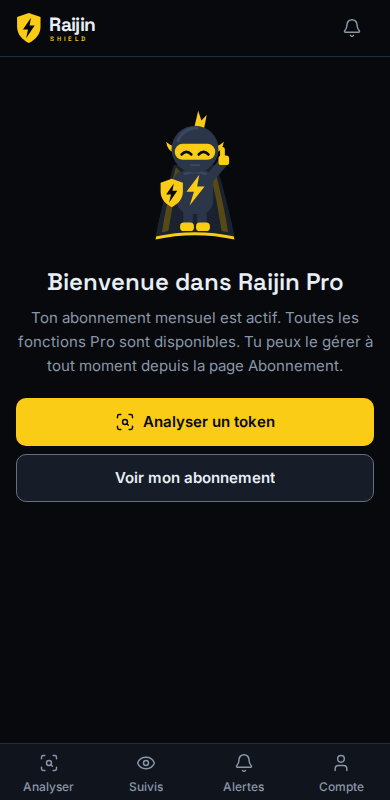 Raijin
SHIELD
Bienvenue dans Raijin Pro
Ton abonnement mensuel est actif. Toutes les
fonctions Pro sont disponibles. Tu peux le gérer à
tout moment depuis la page Abonnement.
Analyser un token
Voir mon abonnement
Analyser
Suivis
Alertes
Compte